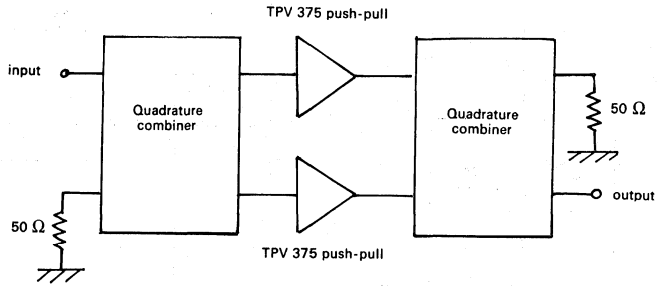 TPV 375 push-pull
input
Quadrature
combiner
Quadrature
combiner
50 Ω
50 Ω
output
TPV 375 push-pull